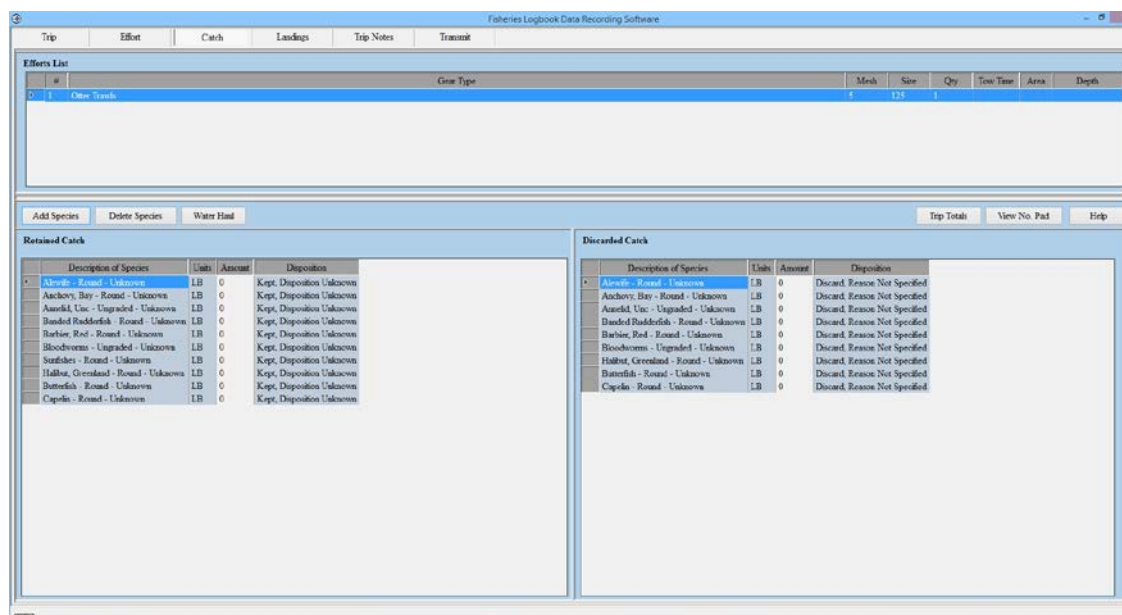 Fisheries Logbook Data Recording Software
Trip Effort Catch Landings Trip Notes Transmit
Efforts List
# Gear Type Mesh Size Qty Tow Time Area Depth
1 Otter Trawls 5 125 1
Add Species Delete Species Water Haul Trip Totals View No. Pad Help
Retained Catch
Description of Species Units Amount Disposition
Alewife - Round - Unknown LB 0 Kept, Disposition Unknown
Anchovy, Bay - Round - Unknown LB 0 Kept, Disposition Unknown
Annelid, Unc - Ungraded - Unknown LB 0 Kept, Disposition Unknown
Banded Rudderfish - Round - Unknown LB 0 Kept, Disposition Unknown
Barbier, Red - Round - Unknown LB 0 Kept, Disposition Unknown
Bloodworms - Ungraded - Unknown LB 0 Kept, Disposition Unknown
Sunfishes - Round - Unknown LB 0 Kept, Disposition Unknown
Halibut, Greenland - Round - Unknown LB 0 Kept, Disposition Unknown
Butterfish - Round - Unknown LB 0 Kept, Disposition Unknown
Capelin - Round - Unknown LB 0 Kept, Disposition Unknown
Discarded Catch
Description of Species Units Amount Disposition
Alewife - Round - Unknown LB 0 Discard, Reason Not Specified
Anchovy, Bay - Round - Unknown LB 0 Discard, Reason Not Specified
Annelid, Unc - Ungraded - Unknown LB 0 Discard, Reason Not Specified
Banded Rudderfish - Round - Unknown LB 0 Discard, Reason Not Specified
Barbier, Red - Round - Unknown LB 0 Discard, Reason Not Specified
Bloodworms - Ungraded - Unknown LB 0 Discard, Reason Not Specified
Halibut, Greenland - Round - Unknown LB 0 Discard, Reason Not Specified
Butterfish - Round - Unknown LB 0 Discard, Reason Not Specified
Capelin - Round - Unknown LB 0 Discard, Reason Not Specified